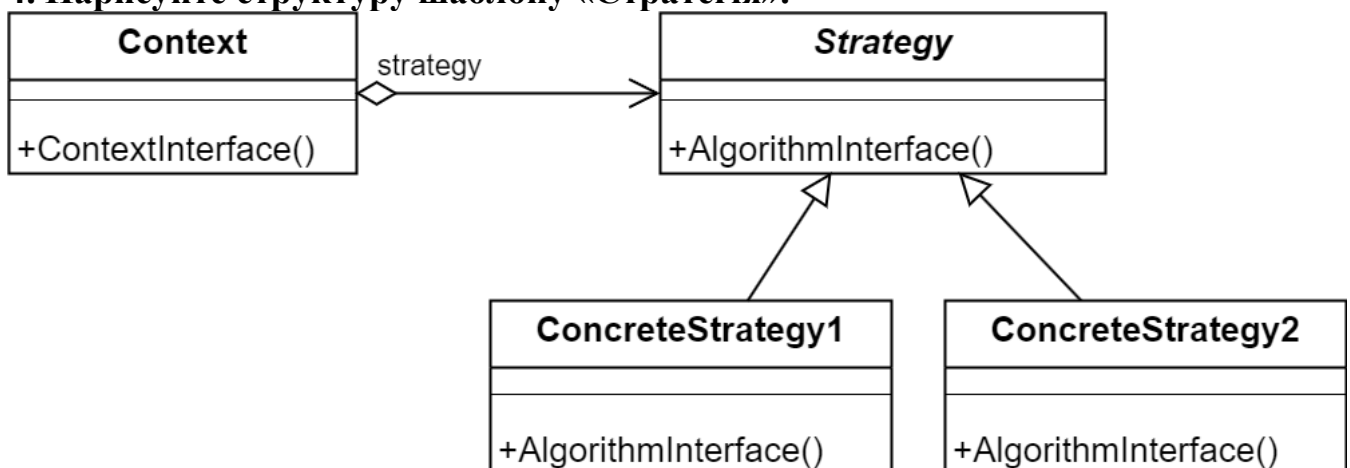 4. Нарисуйте структуру шаблону «Стратегія».
Context
strategy
Strategy
+ContextInterface()
+AlgorithmInterface()
ConcreteStrategy1
ConcreteStrategy2
+AlgorithmInterface()
+AlgorithmInterface()